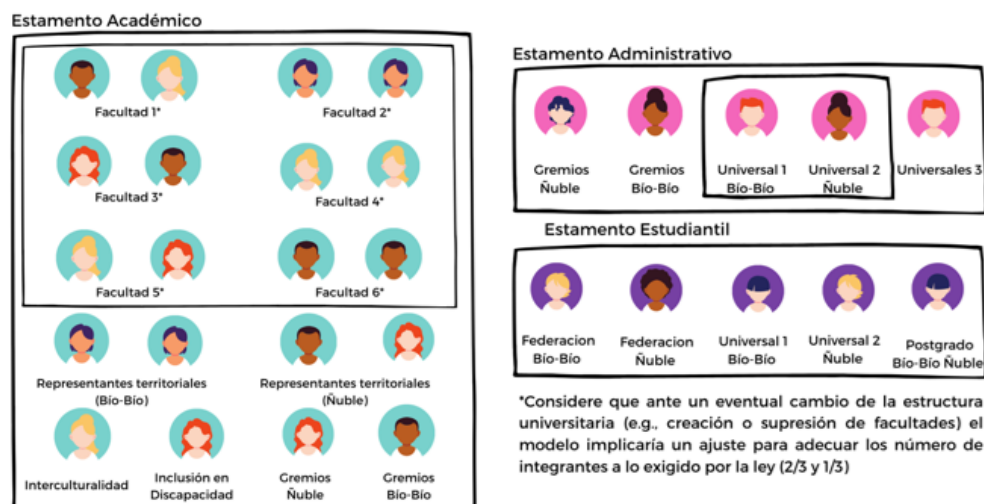 Estamento Académico
Facultad 1*
Facultad 2*
Facultad 3*
Facultad 4*
Facultad 5*
Facultad 6*
Representantes territoriales
(Bío-Bío)
Representantes territoriales
(Ñuble)
Interculturalidad
Inclusión en
Discapacidad
Gremios
Ñuble
Gremios
Bío-Bío
Estamento Administrativo
Gremios
Ñuble
Gremios
Bío-Bío
Universal 1
Bío-Bío
Universal 2
Ñuble
Universales 3
Estamento Estudiantil
Federacion
Bío-Bío
Federacion
Ñuble
Universal 1
Bío-Bío
Universal 2
Ñuble
Postgrado
Bío-Bío Ñuble
*Considere que ante un eventual cambio de la estructura
universitaria (e.g., creación o supresión de facultades) el
modelo implicaría un ajuste para adecuar los número de
integrantes a lo exigido por la ley (2/3 y 1/3)